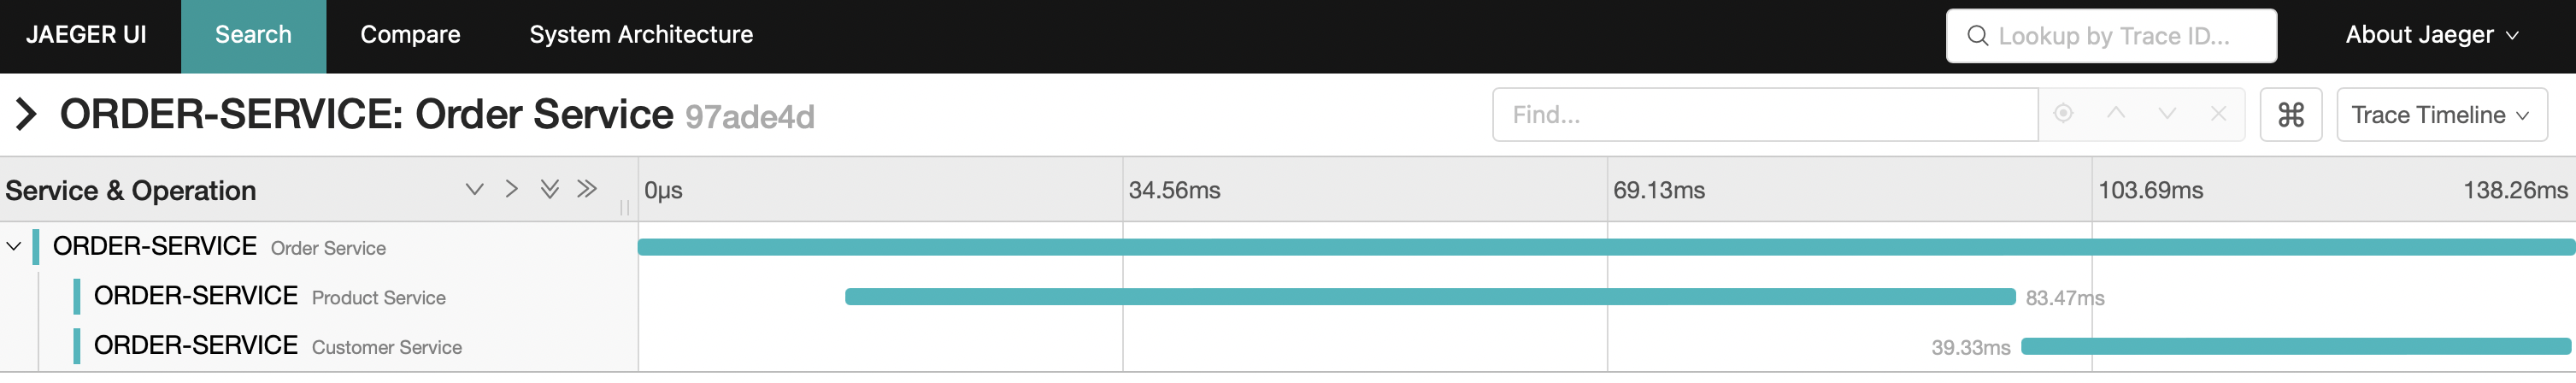 JAEGER UI Search Compare System Architecture Lookup by Trace ID... About Jaeger
ORDER-SERVICE: Order Service 97ade4d Find... Trace Timeline
Service & Operation 0μs 34.56ms 69.13ms 103.69ms 138.26ms
ORDER-SERVICE Order Service
ORDER-SERVICE Product Service 83.47ms
ORDER-SERVICE Customer Service 39.33ms